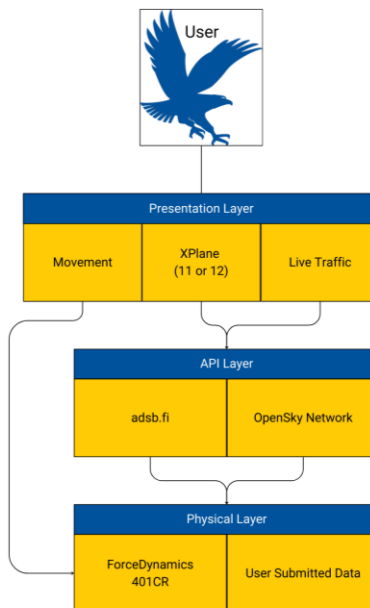 User
Presentation Layer
Movement
XPlane
(11 or 12)
Live Traffic
API Layer
adsb.fi
OpenSky Network
Physical Layer
ForceDynamics
401CR
User Submitted Data